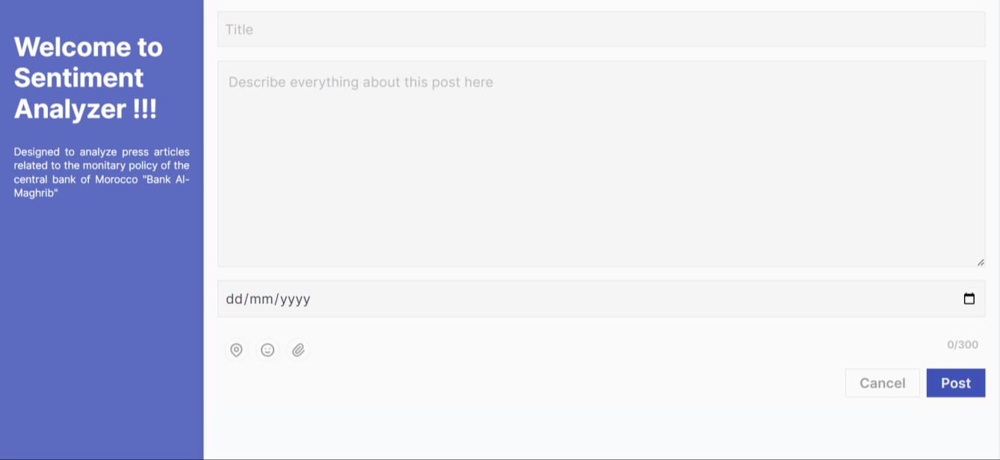 Welcome to
Sentiment
Analyzer !!!
Designed to analyze press articles
related to the monitary policy of the
central bank of Morocco "Bank Al-
Maghrib"
Title
Describe everything about this post here
dd/mm/yyyy
0/300
Cancel
Post